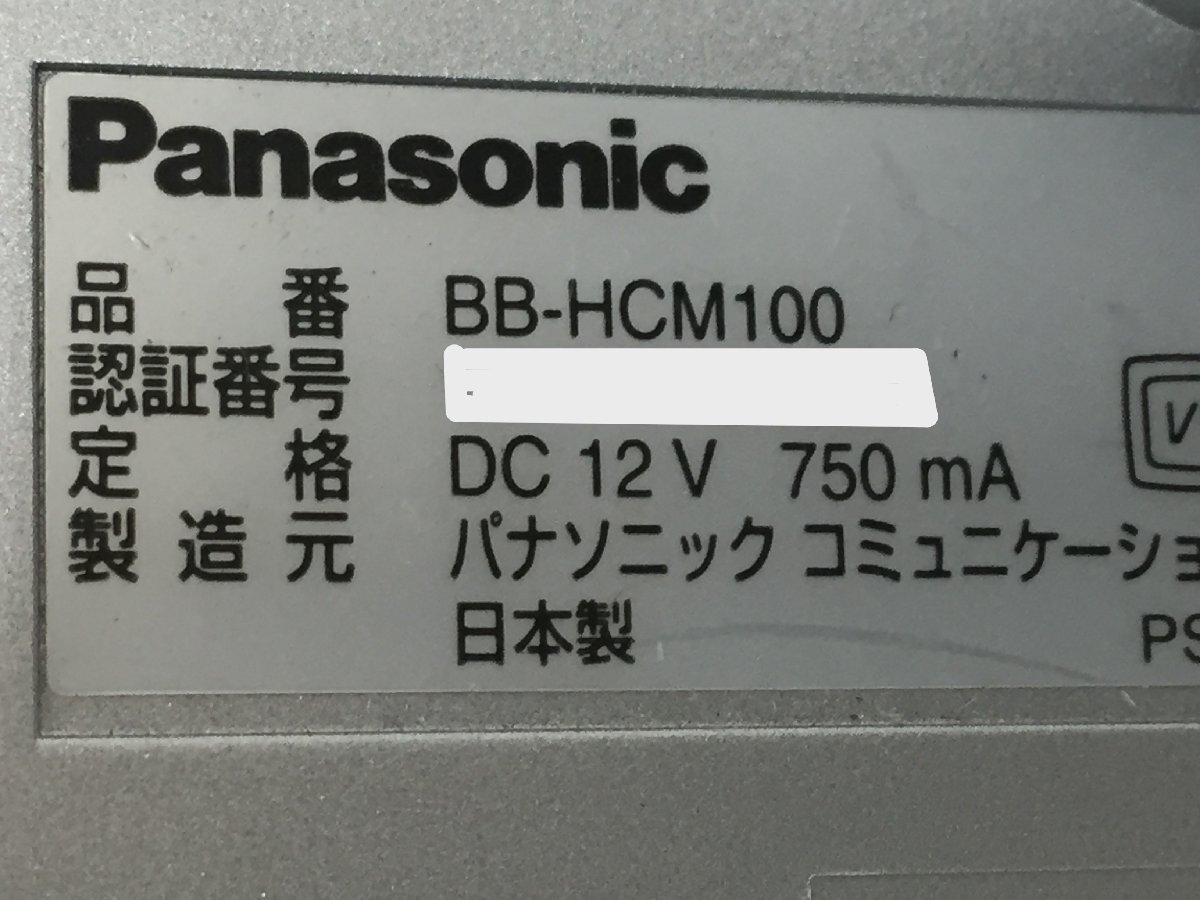 Panasonic
品 番 BB-HCM100
認証番号
定 格 DC 12 V 750 mA
製 造 元 パナソニック コミュニケーショ
日本製 PS
V